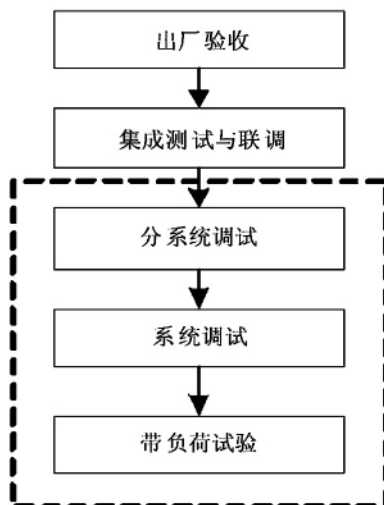 出厂验收
集成测试与联调
分系统调试
系统调试
带负荷试验